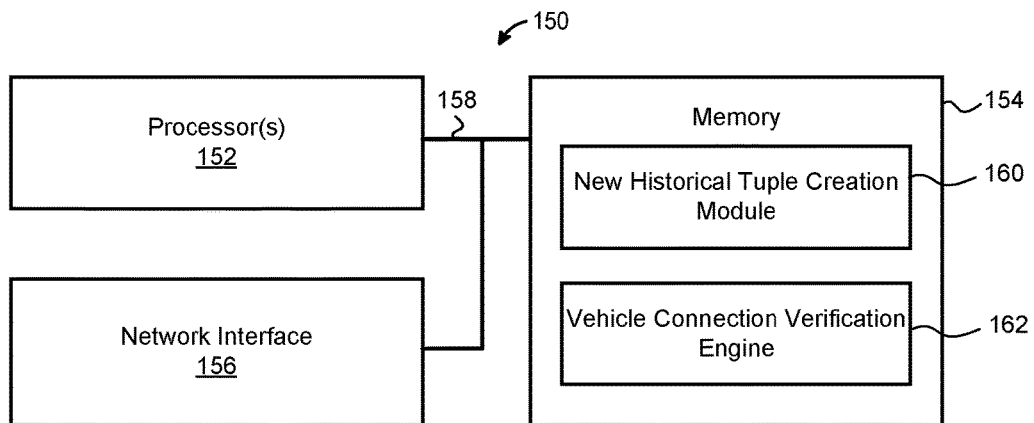 150
Processor(s)
152
158
Memory
154
New Historical Tuple Creation
Module
160
Network Interface
156
Vehicle Connection Verification
Engine
162